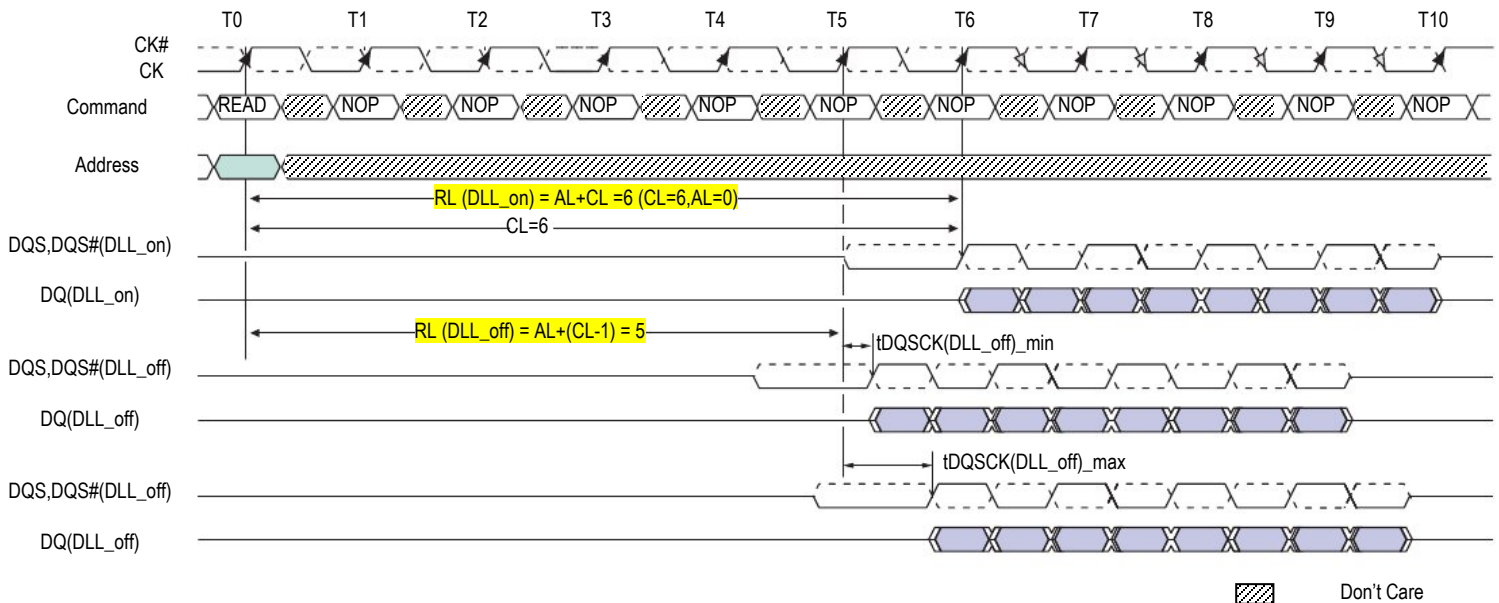 T0 T1 T2 T3 T4 T5 T6 T7 T8 T9 T10
CK#
CK
Command READ NOP NOP NOP NOP NOP NOP NOP NOP NOP NOP
Address
RL (DLL_on) = AL+CL =6 (CL=6,AL=0)
CL=6
DQS,DQS#(DLL_on)
DQ(DLL_on)
RL (DLL_off) = AL+(CL-1) = 5
tDQSCK(DLL_off)_min
DQS,DQS#(DLL_off)
DQ(DLL_off)
tDQSCK(DLL_off)_max
DQS,DQS#(DLL_off)
DQ(DLL_off)
Don't Care